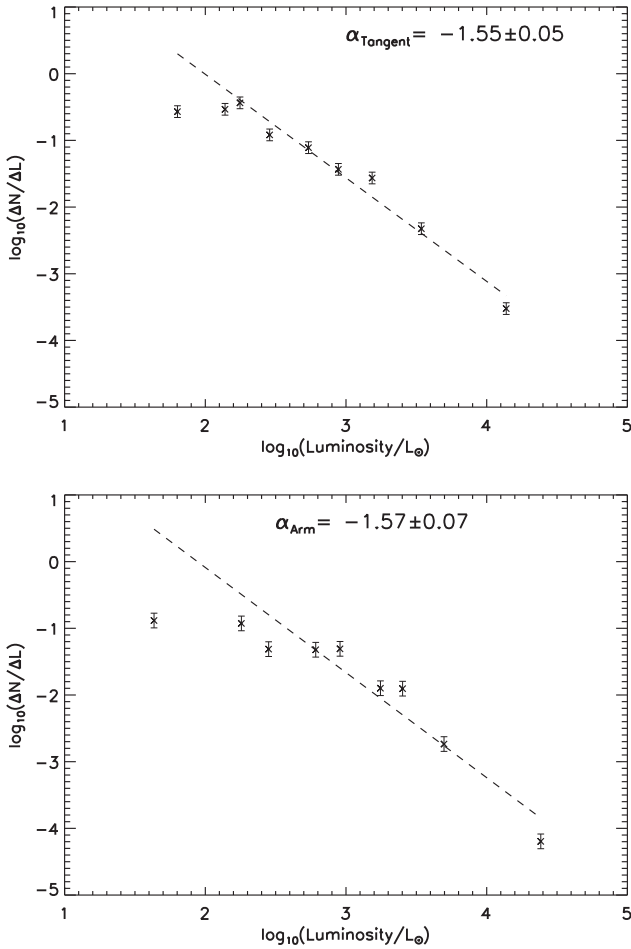 α_Tangent = −1.55±0.05
1
0
−1
−2
−3
−4
−5
log₁₀(ΔN/ΔL)
1 2 3 4 5
log₁₀(Luminosity/L⊙)
α_Arm = −1.57±0.07
1
0
−1
−2
−3
−4
−5
log₁₀(ΔN/ΔL)
1 2 3 4 5
log₁₀(Luminosity/L⊙)